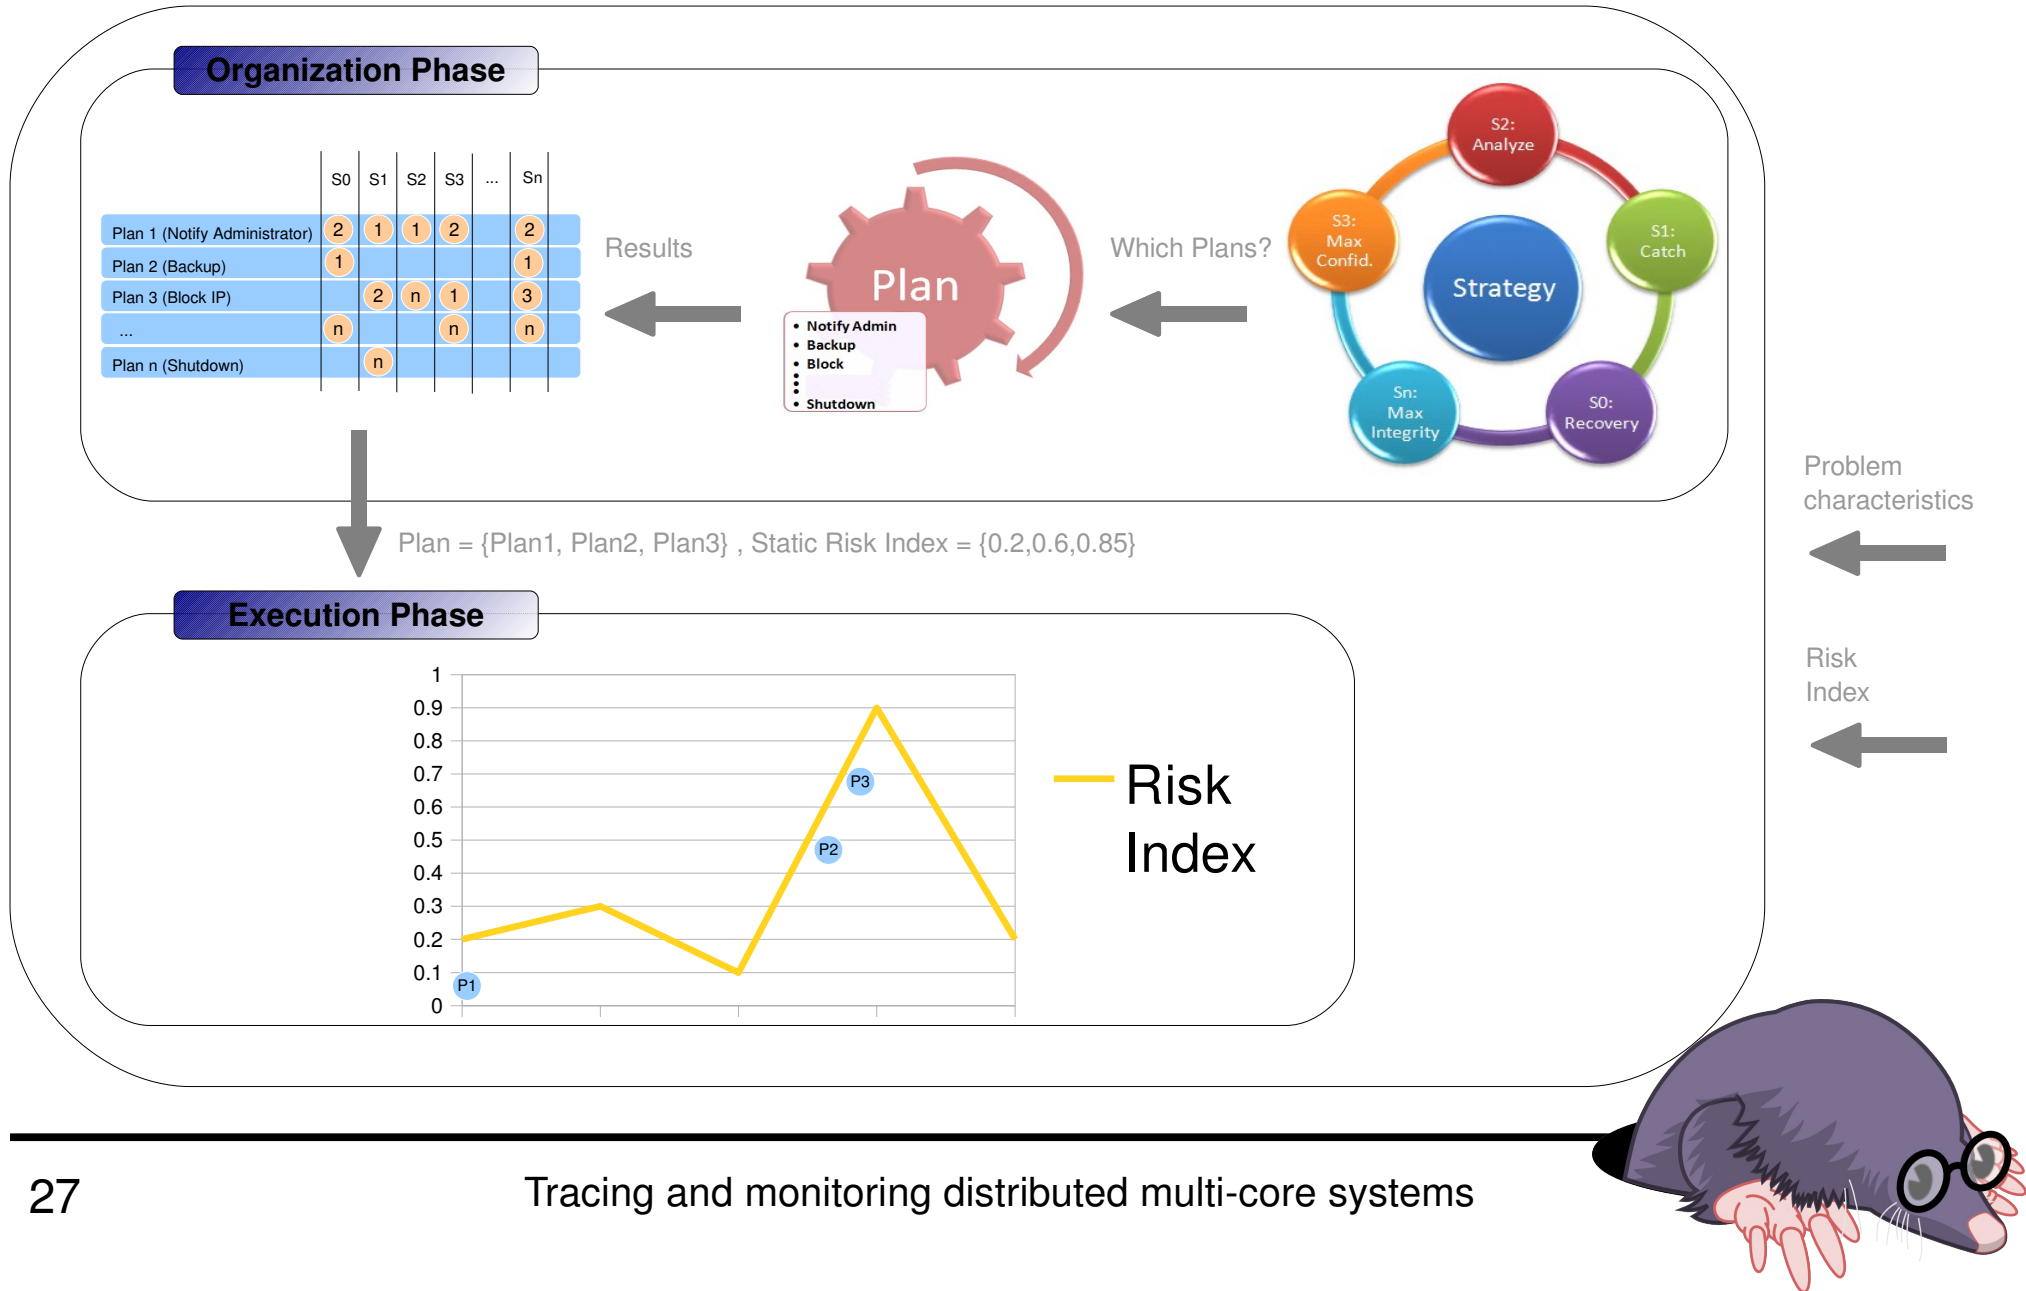 Organization Phase
S0 S1 S2 S3 ... Sn
Plan 1 (Notify Administrator) 2 1 1 2 2
Plan 2 (Backup) 1 1
Plan 3 (Block IP) 2 n 1 3
... n n n
Plan n (Shutdown) n
Results
Plan
• Notify Admin
• Backup
• Block
•
•
•
• Shutdown
Which Plans?
S2:
Analyze
S3:
Max
Confid.
S1:
Catch
Strategy
Sn:
Max
Integrity
S0:
Recovery
Problem
characteristics
Plan = {Plan1, Plan2, Plan3} , Static Risk Index = {0.2,0.6,0.85}
Execution Phase
Risk
Index
1
0.9
0.8
0.7
0.6
0.5
0.4
0.3
0.2
0.1
0
P1
P2
P3
Risk
Index
27
Tracing and monitoring distributed multi-core systems